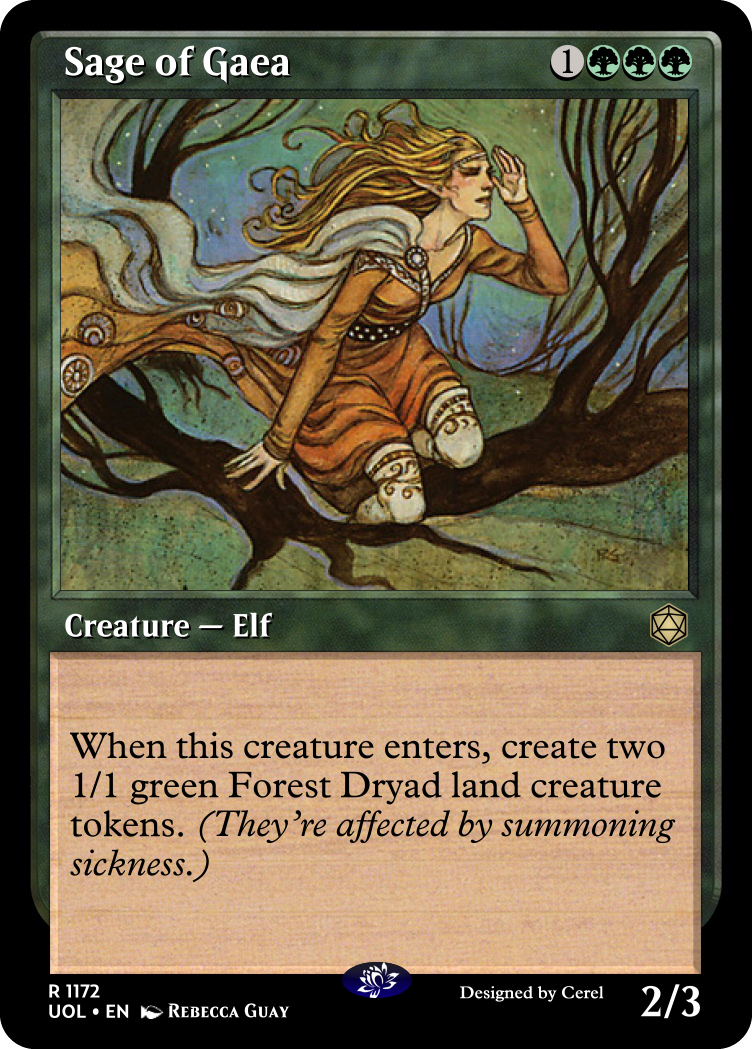 Sage of Gaea 1
RG
Creature — Elf
When this creature enters, create two
1/1 green Forest Dryad land creature
tokens. (They're affected by summoning
sickness.)
R 1172
UOL • EN REBECCA GUAY
Designed by Cerel
2/3